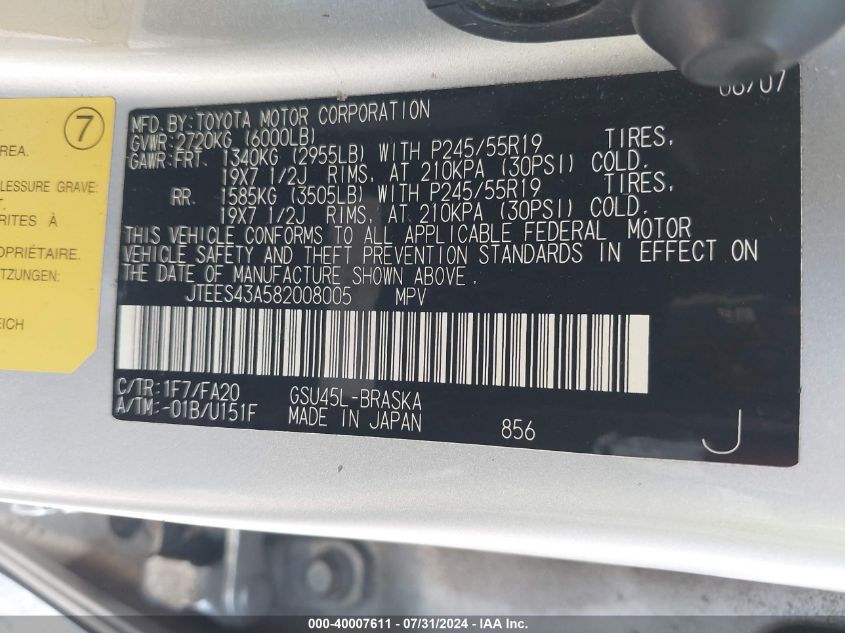 06/07
MFD. BY: TOYOTA MOTOR CORPORATION
GVWR: 2720KG (6000LB)
GAWR: FRT. 1340KG (2955LB) WITH P245/55R19 TIRES,
19X7 1/2J RIMS, AT 210KPA (30PSI) COLD.
RR. 1585KG (3505LB) WITH P245/55R19 TIRES,
19X7 1/2J RIMS, AT 210KPA (30PSI) COLD.
THIS VEHICLE CONFORMS TO ALL APPLICABLE FEDERAL MOTOR
VEHICLE SAFETY AND THEFT PREVENTION STANDARDS IN EFFECT ON
THE DATE OF MANUFACTURE SHOWN ABOVE.
JTEES43A582008005 MPV
C/TR: 1F7/FA20 GSU45L-BRASKA
A/TM: -01B/U151F MADE IN JAPAN 856
J
7
REA.
LESSURE GRAVE
T.
RITES À
OPRIÉTAIRE.
TZUNGEN:
EICH
000-40007611 - 07/31/2024 - IAA Inc.